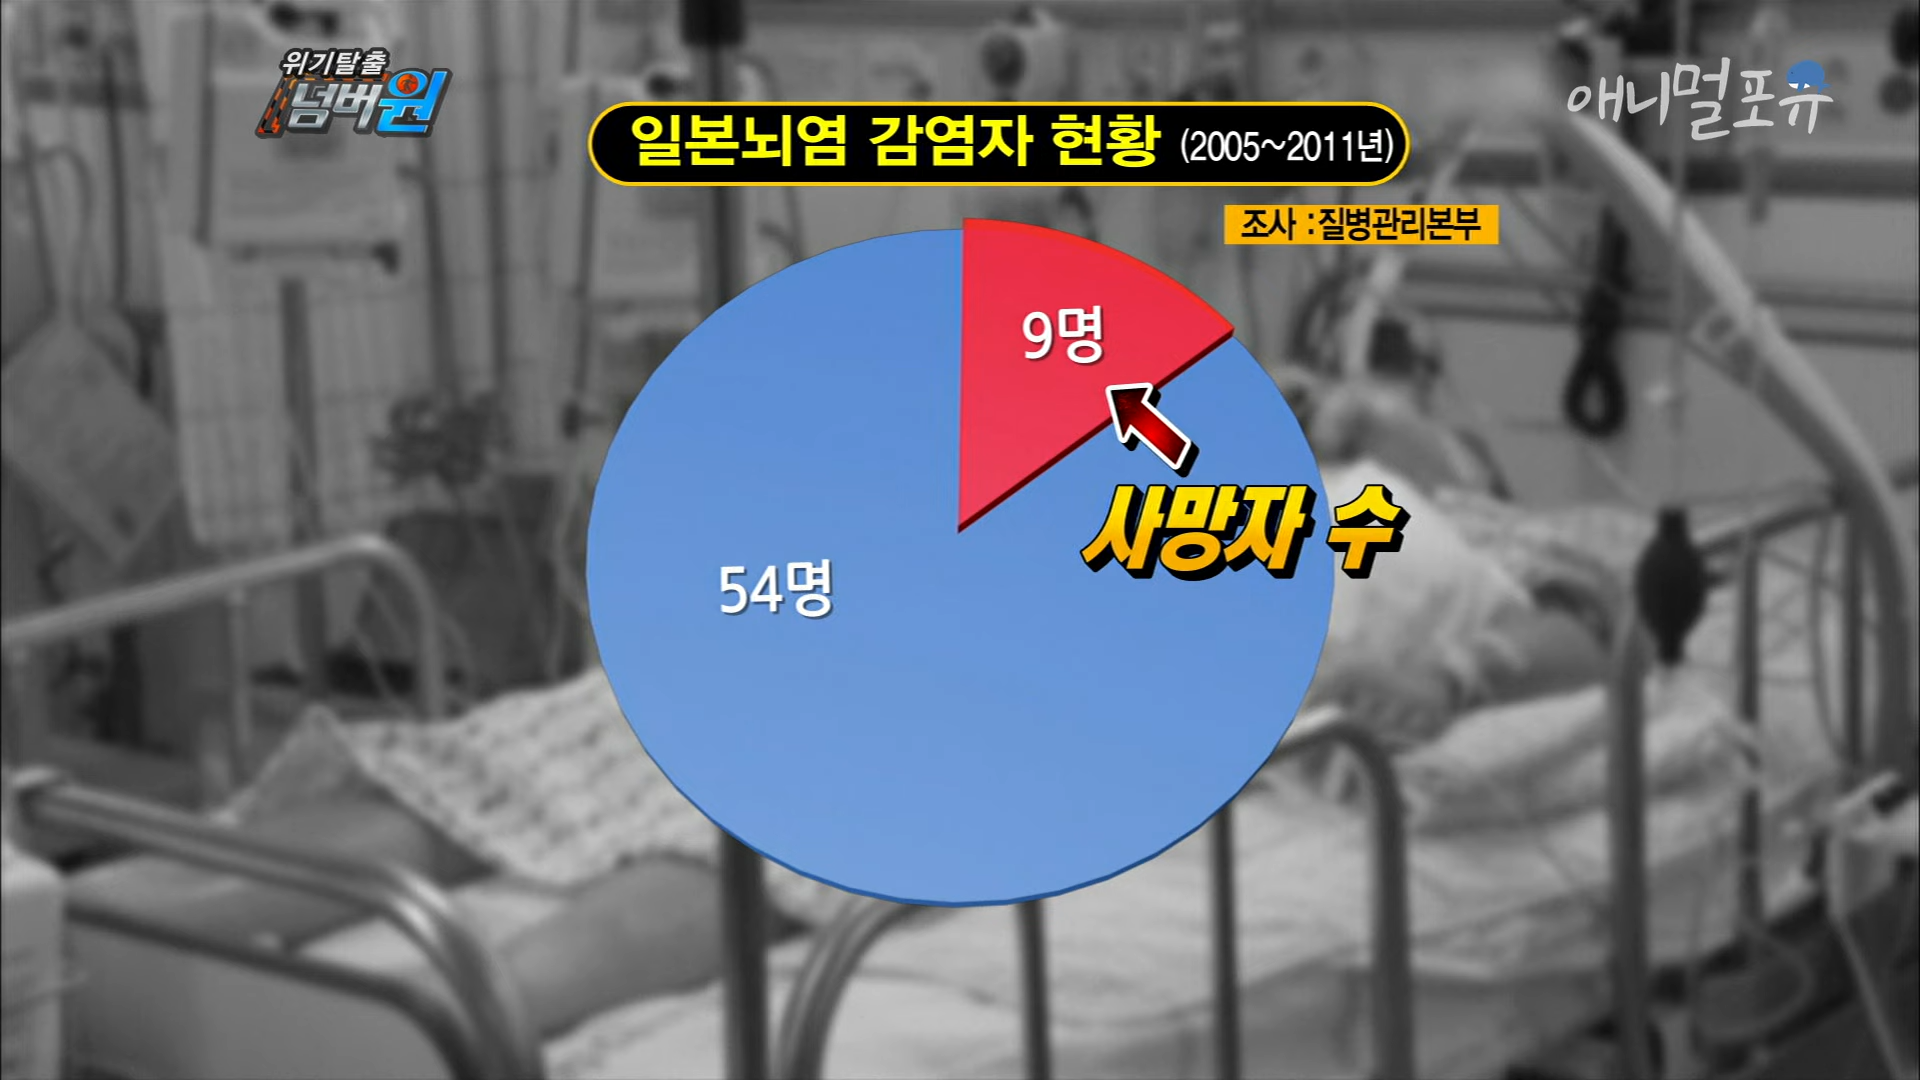 위기탈출
넘버원
애니멀포유
일본뇌염 감염자 현황 (2005~2011년)
조사 :질병관리본부
9명
사망자 수
54명